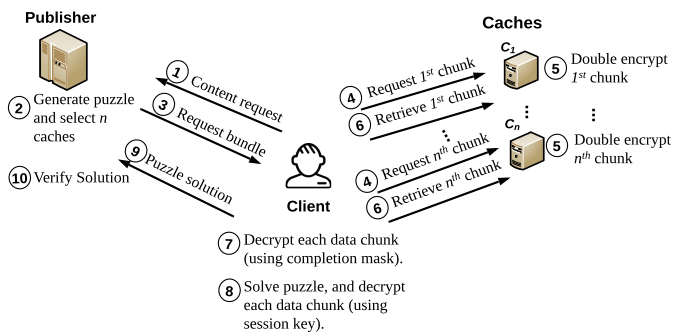 Publisher
Caches
C1
1 Content request
2 Generate puzzle
and select n
caches
3 Request bundle
4 Request 1st chunk
5 Double encrypt
1st chunk
6 Retrieve 1st chunk
Cn
4 Request nth chunk
5 Double encrypt
nth chunk
6 Retrieve nth chunk
9 Puzzle solution
10 Verify Solution
Client
7 Decrypt each data chunk
(using completion mask).
8 Solve puzzle, and decrypt
each data chunk (using
session key).